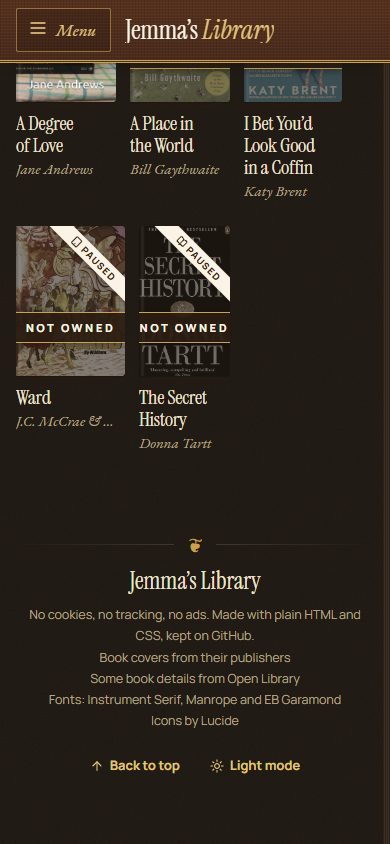 Menu
Jemma's Library
Jane Andrews
Bill Gaythwaite
KATY BRENT
A Degree
of Love
Jane Andrews
A Place in
the World
Bill Gaythwaite
I Bet You'd
Look Good
in a Coffin
Katy Brent
PAUSED
NOT OWNED
Ward
J.C. McCrae & ...
PAUSED
THE
SECRET
HISTORY
NOT OWNED
TARTT
The Secret
History
Donna Tartt
Jemma's Library
No cookies, no tracking, no ads. Made with plain HTML and
CSS, kept on GitHub.
Book covers from their publishers
Some book details from Open Library
Fonts: Instrument Serif, Manrope and EB Garamond
Icons by Lucide
Back to top
Light mode